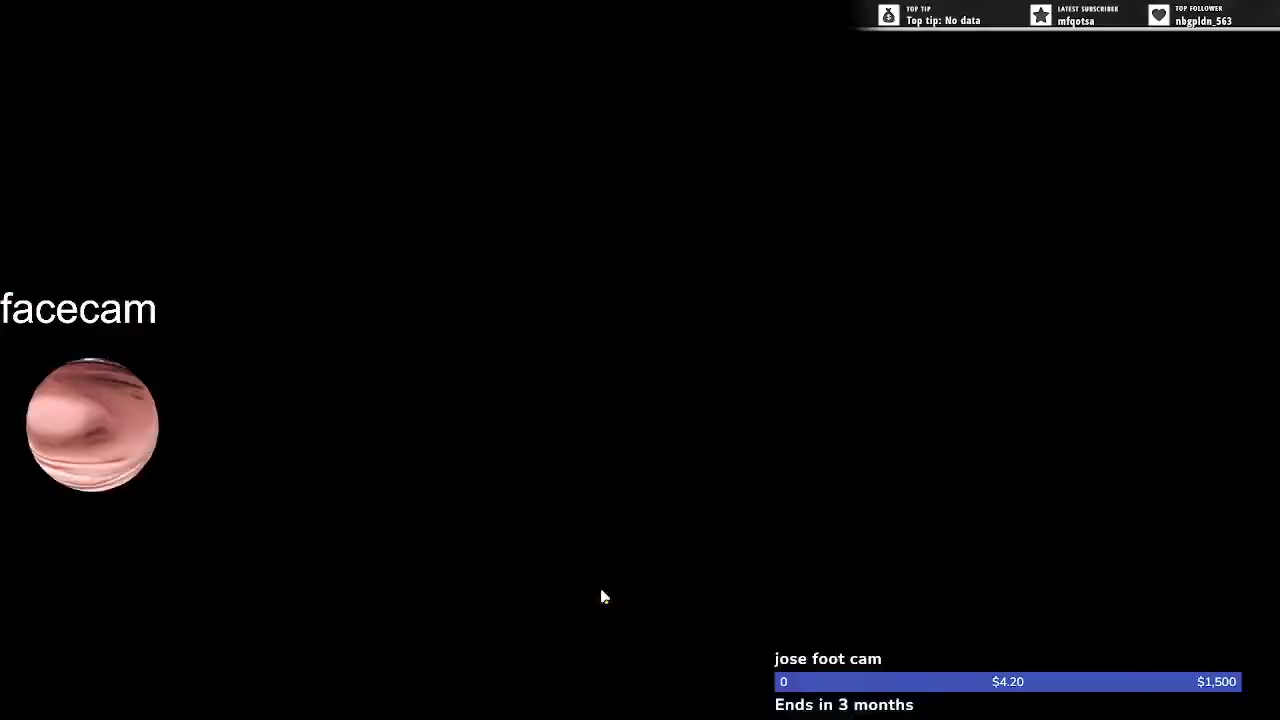 TOP TIP
Top tip: No data
LATEST SUBSCRIBER
mfqotsa
TOP FOLLOWER
nbgpldn_563
facecam
jose foot cam
0 $4.20 $1,500
Ends in 3 months